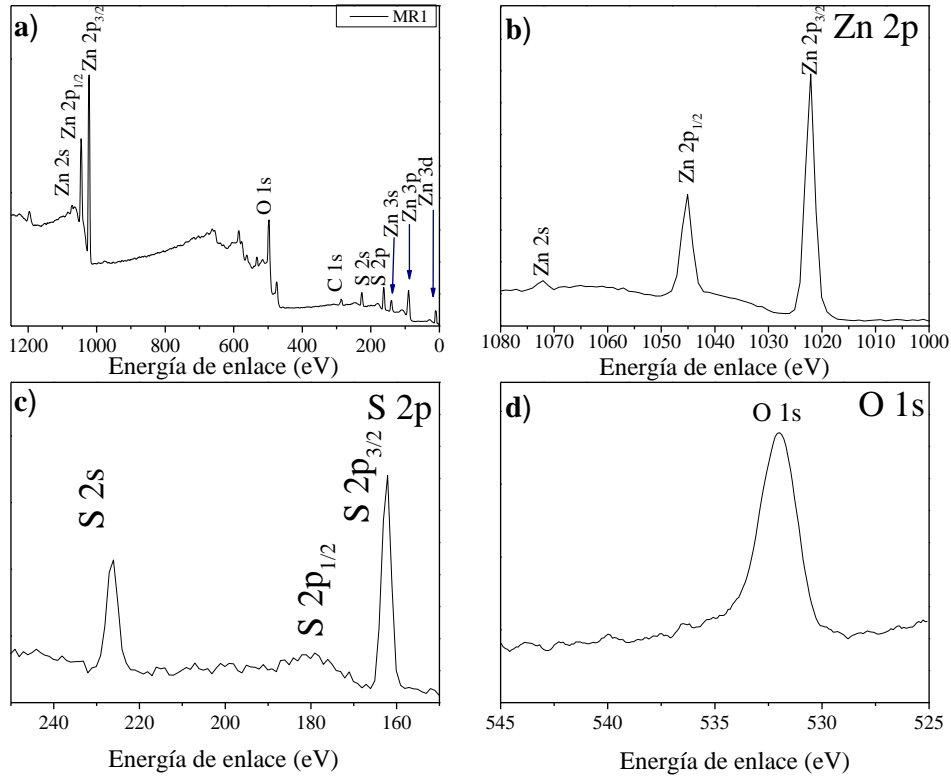 a)
MR1
Zn 2s
Zn 2p1/2
Zn 2p3/2
O 1s
C 1s
S 2s
S 2p
Zn 3s
Zn 3p
Zn 3d
1200 1000 800 600 400 200 0
Energía de enlace (eV)
b)
Zn 2p
Zn 2s
Zn 2p1/2
Zn 2p3/2
1080 1070 1060 1050 1040 1030 1020 1010 1000
Energía de enlace (eV)
c)
S 2p
S 2s
S 2p1/2
S 2p3/2
240 220 200 180 160
Energía de enlace (eV)
d)
O 1s
O 1s
545 540 535 530 525
Energía de enlace (eV)